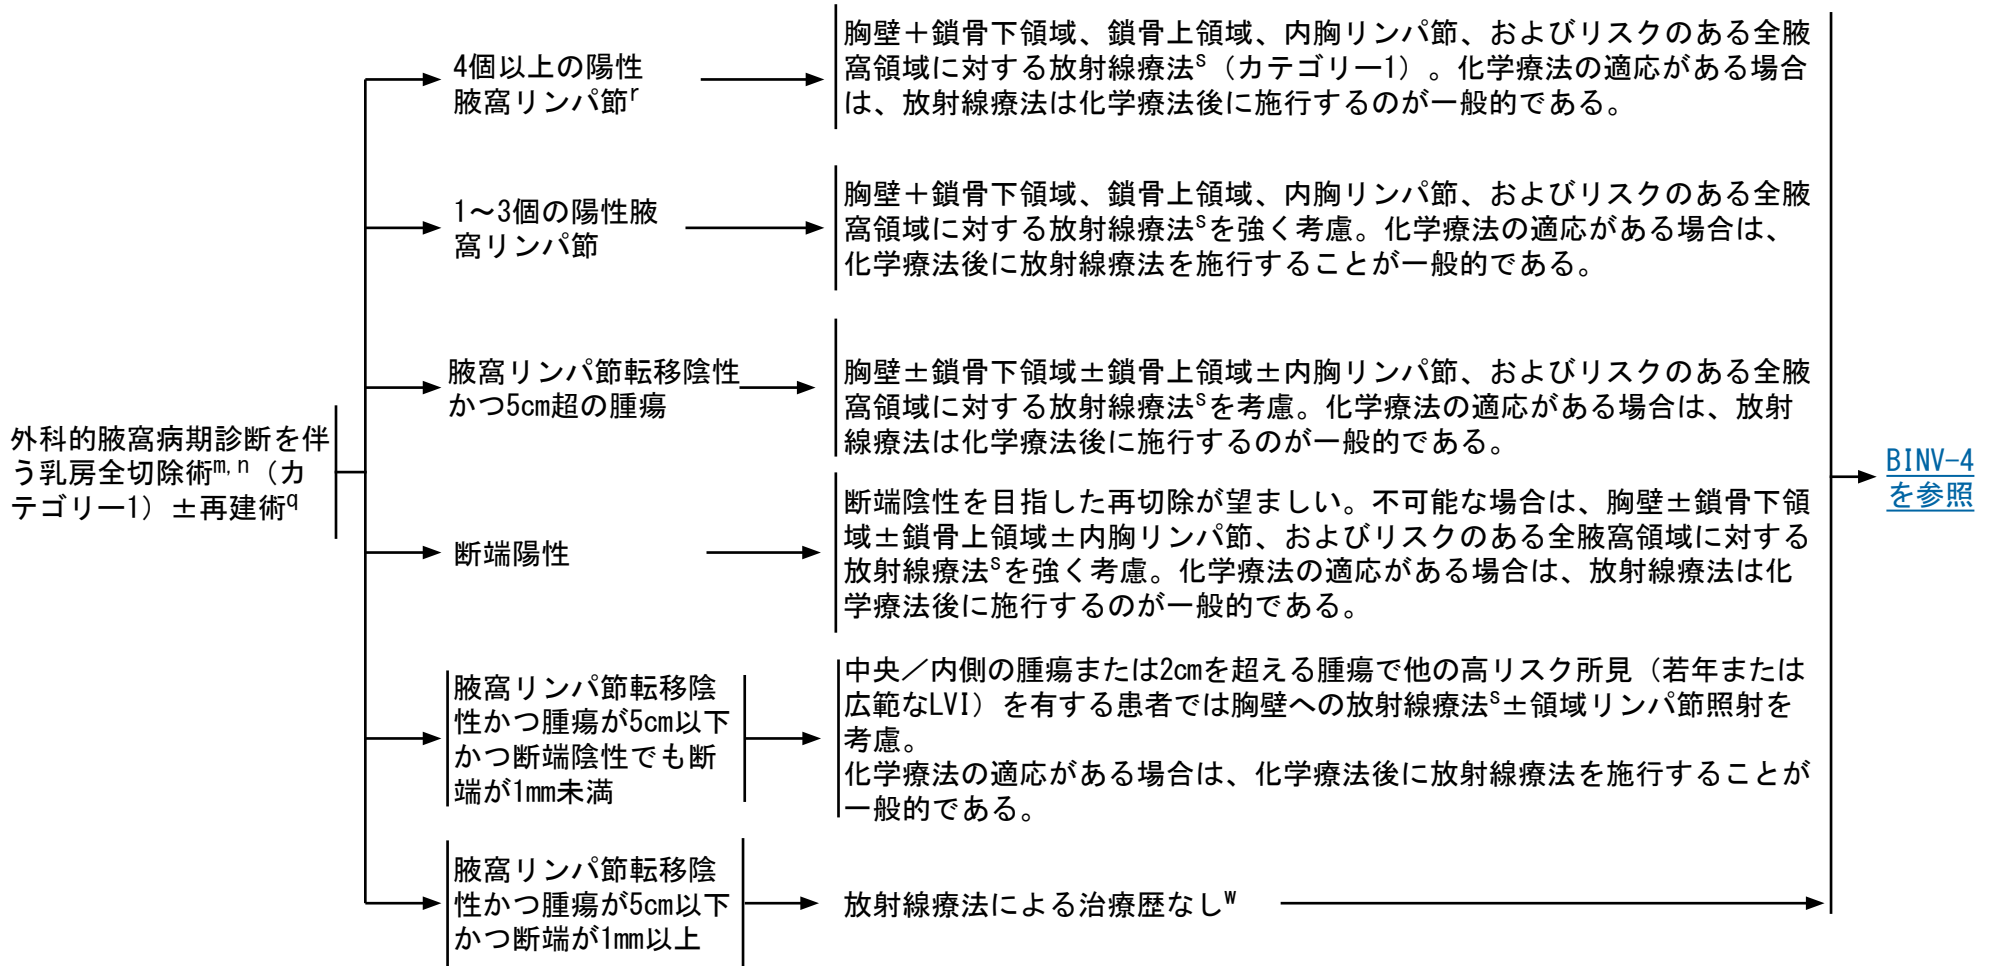 外科的腋窩病期診断を伴
う乳房全切除術m,n（カ
テゴリー1）±再建術q
4個以上の陽性
腋窩リンパ節r
胸壁＋鎖骨下領域、鎖骨上領域、内胸リンパ節、およびリスクのある全腋
窩領域に対する放射線療法s（カテゴリー1）。化学療法の適応がある場合
は、放射線療法は化学療法後に施行するのが一般的である。
1～3個の陽性腋
窩リンパ節
胸壁＋鎖骨下領域、鎖骨上領域、内胸リンパ節、およびリスクのある全腋
窩領域に対する放射線療法sを強く考慮。化学療法の適応がある場合は、
化学療法後に放射線療法を施行することが一般的である。
腋窩リンパ節転移陰性
かつ5cm超の腫瘍
胸壁±鎖骨下領域±鎖骨上領域±内胸リンパ節、およびリスクのある全腋
窩領域に対する放射線療法sを考慮。化学療法の適応がある場合は、放射
線療法は化学療法後に施行するのが一般的である。
断端陽性
断端陰性を目指した再切除が望ましい。不可能な場合は、胸壁±鎖骨下領
域±鎖骨上領域±内胸リンパ節、およびリスクのある全腋窩領域に対する
放射線療法sを強く考慮。化学療法の適応がある場合は、放射線療法は化
学療法後に施行するのが一般的である。
腋窩リンパ節転移陰
性かつ腫瘍が5cm以下
かつ断端陰性でも断
端が1mm未満
中央／内側の腫瘍または2cmを超える腫瘍で他の高リスク所見（若年または
広範なLVI）を有する患者では胸壁への放射線療法s±領域リンパ節照射を
考慮。
化学療法の適応がある場合は、化学療法後に放射線療法を施行することが
一般的である。
腋窩リンパ節転移陰
性かつ腫瘍が5cm以下
かつ断端が1mm以上
放射線療法による治療歴なしw
BINV-4
を参照